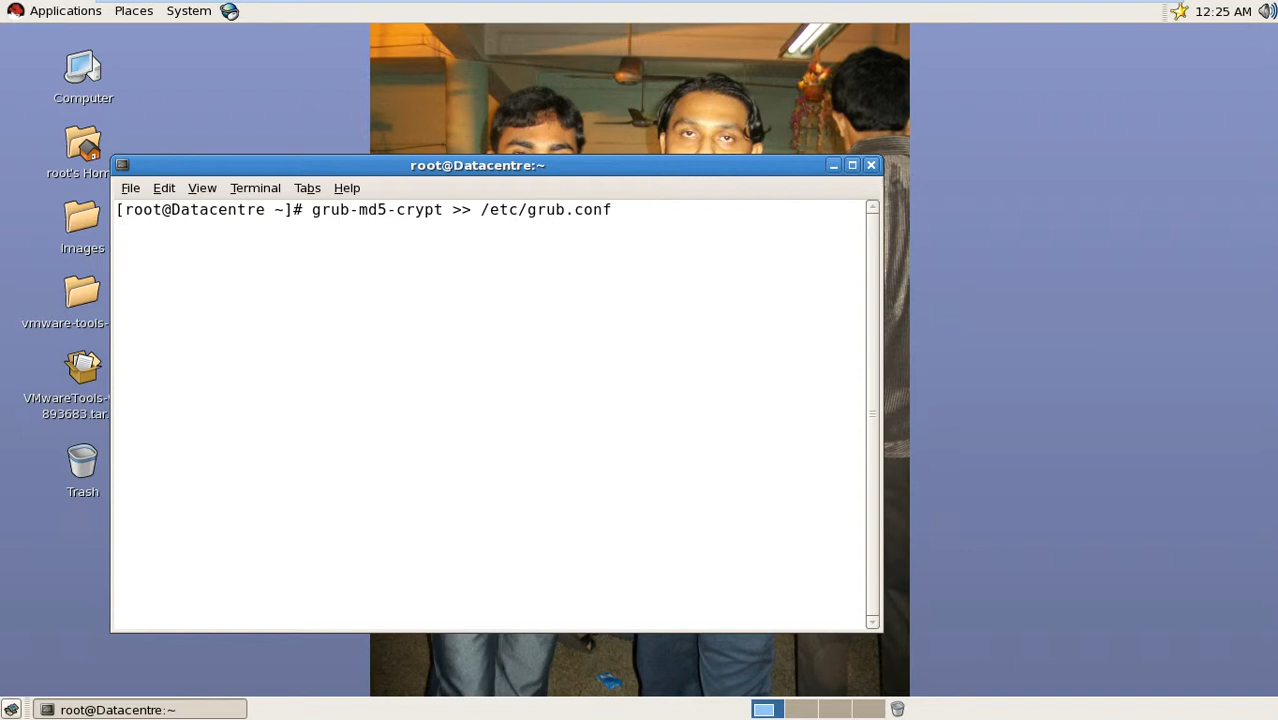 Applications Places System 12:25 AM
Computer
root's Hom
Images
vmware-tools-
VMwareTools-
893683.tar.
Trash
root@Datacentre:~
File Edit View Terminal Tabs Help
[root@Datacentre ~]# grub-md5-crypt >> /etc/grub.conf
root@Datacentre:~